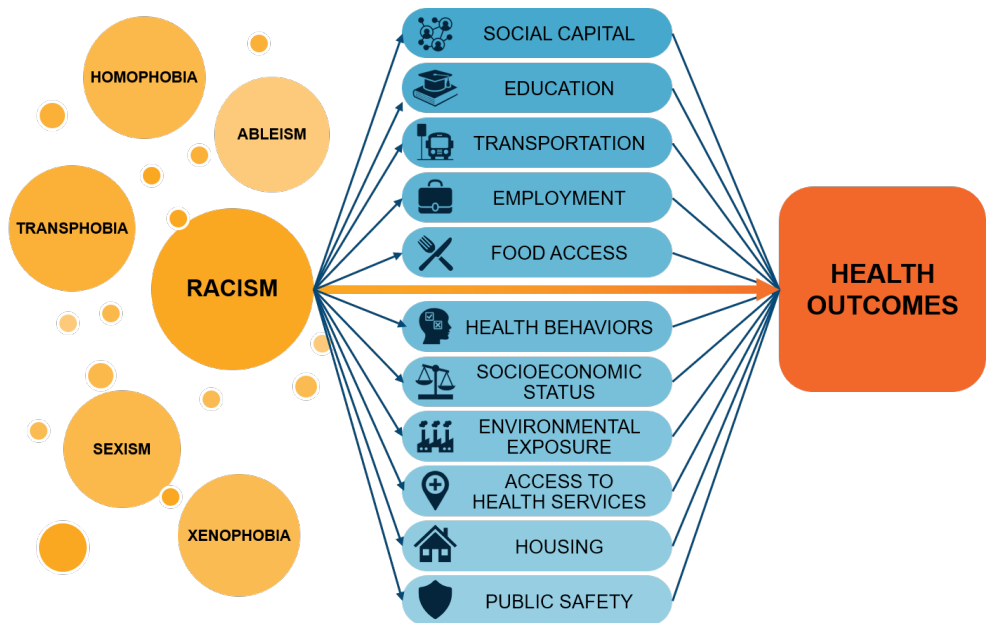 HOMOPHOBIA
ABLEISM
TRANSPHOBIA
RACISM
SEXISM
XENOPHOBIA
SOCIAL CAPITAL
EDUCATION
TRANSPORTATION
EMPLOYMENT
FOOD ACCESS
HEALTH BEHAVIORS
SOCIOECONOMIC
STATUS
ENVIRONMENTAL
EXPOSURE
ACCESS TO
HEALTH SERVICES
HOUSING
PUBLIC SAFETY
HEALTH
OUTCOMES